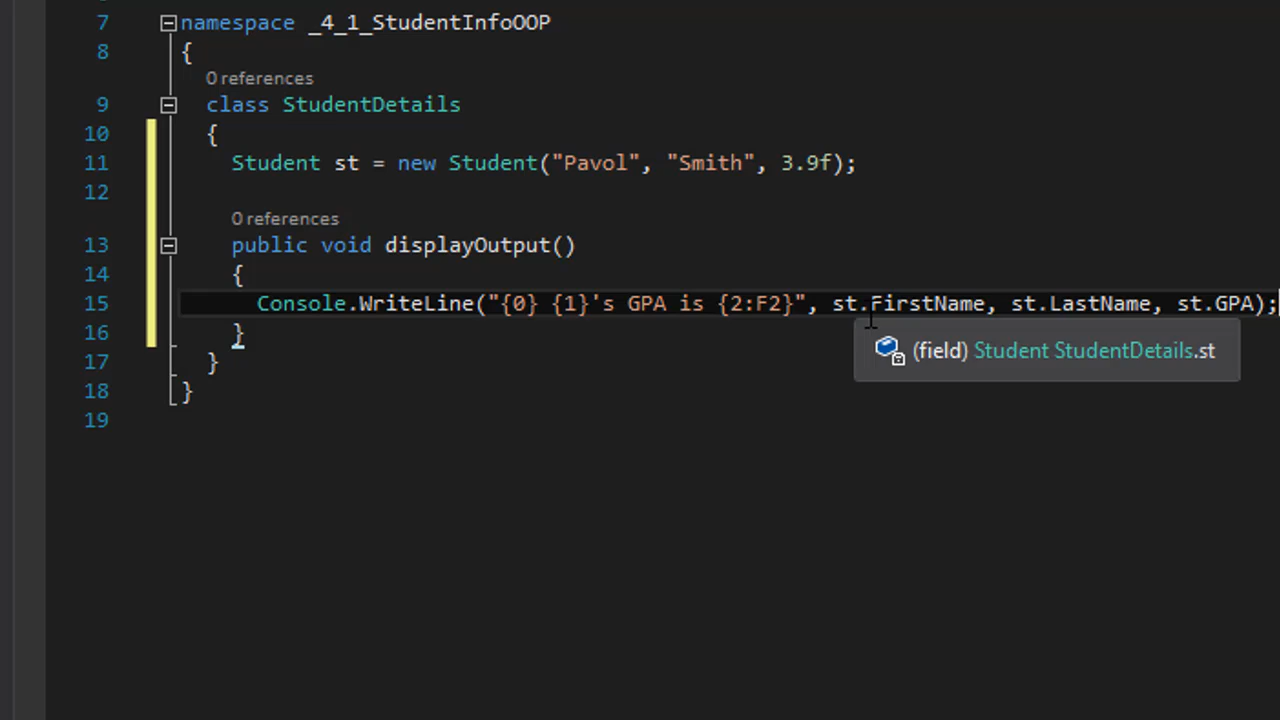 7 namespace _4_1_StudentInfoOOP
8 {
0 references
9 class StudentDetails
10 {
11 Student st = new Student("Pavol", "Smith", 3.9f);
12
0 references
13 public void displayOutput()
14 {
15 Console.WriteLine("{0} {1}'s GPA is {2:F2}", st.FirstName, st.LastName, st.GPA);
16 }
(field) Student StudentDetails.st
17 }
18 }
19